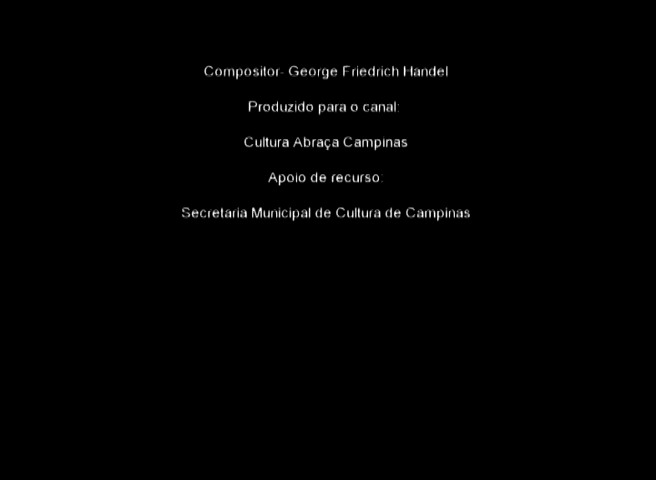 Compositor- George Friedrich Handel
Produzido para o canal:
Cultura Abraça Campinas
Apoio de recurso:
Secretaria Municipal de Cultura de Campinas